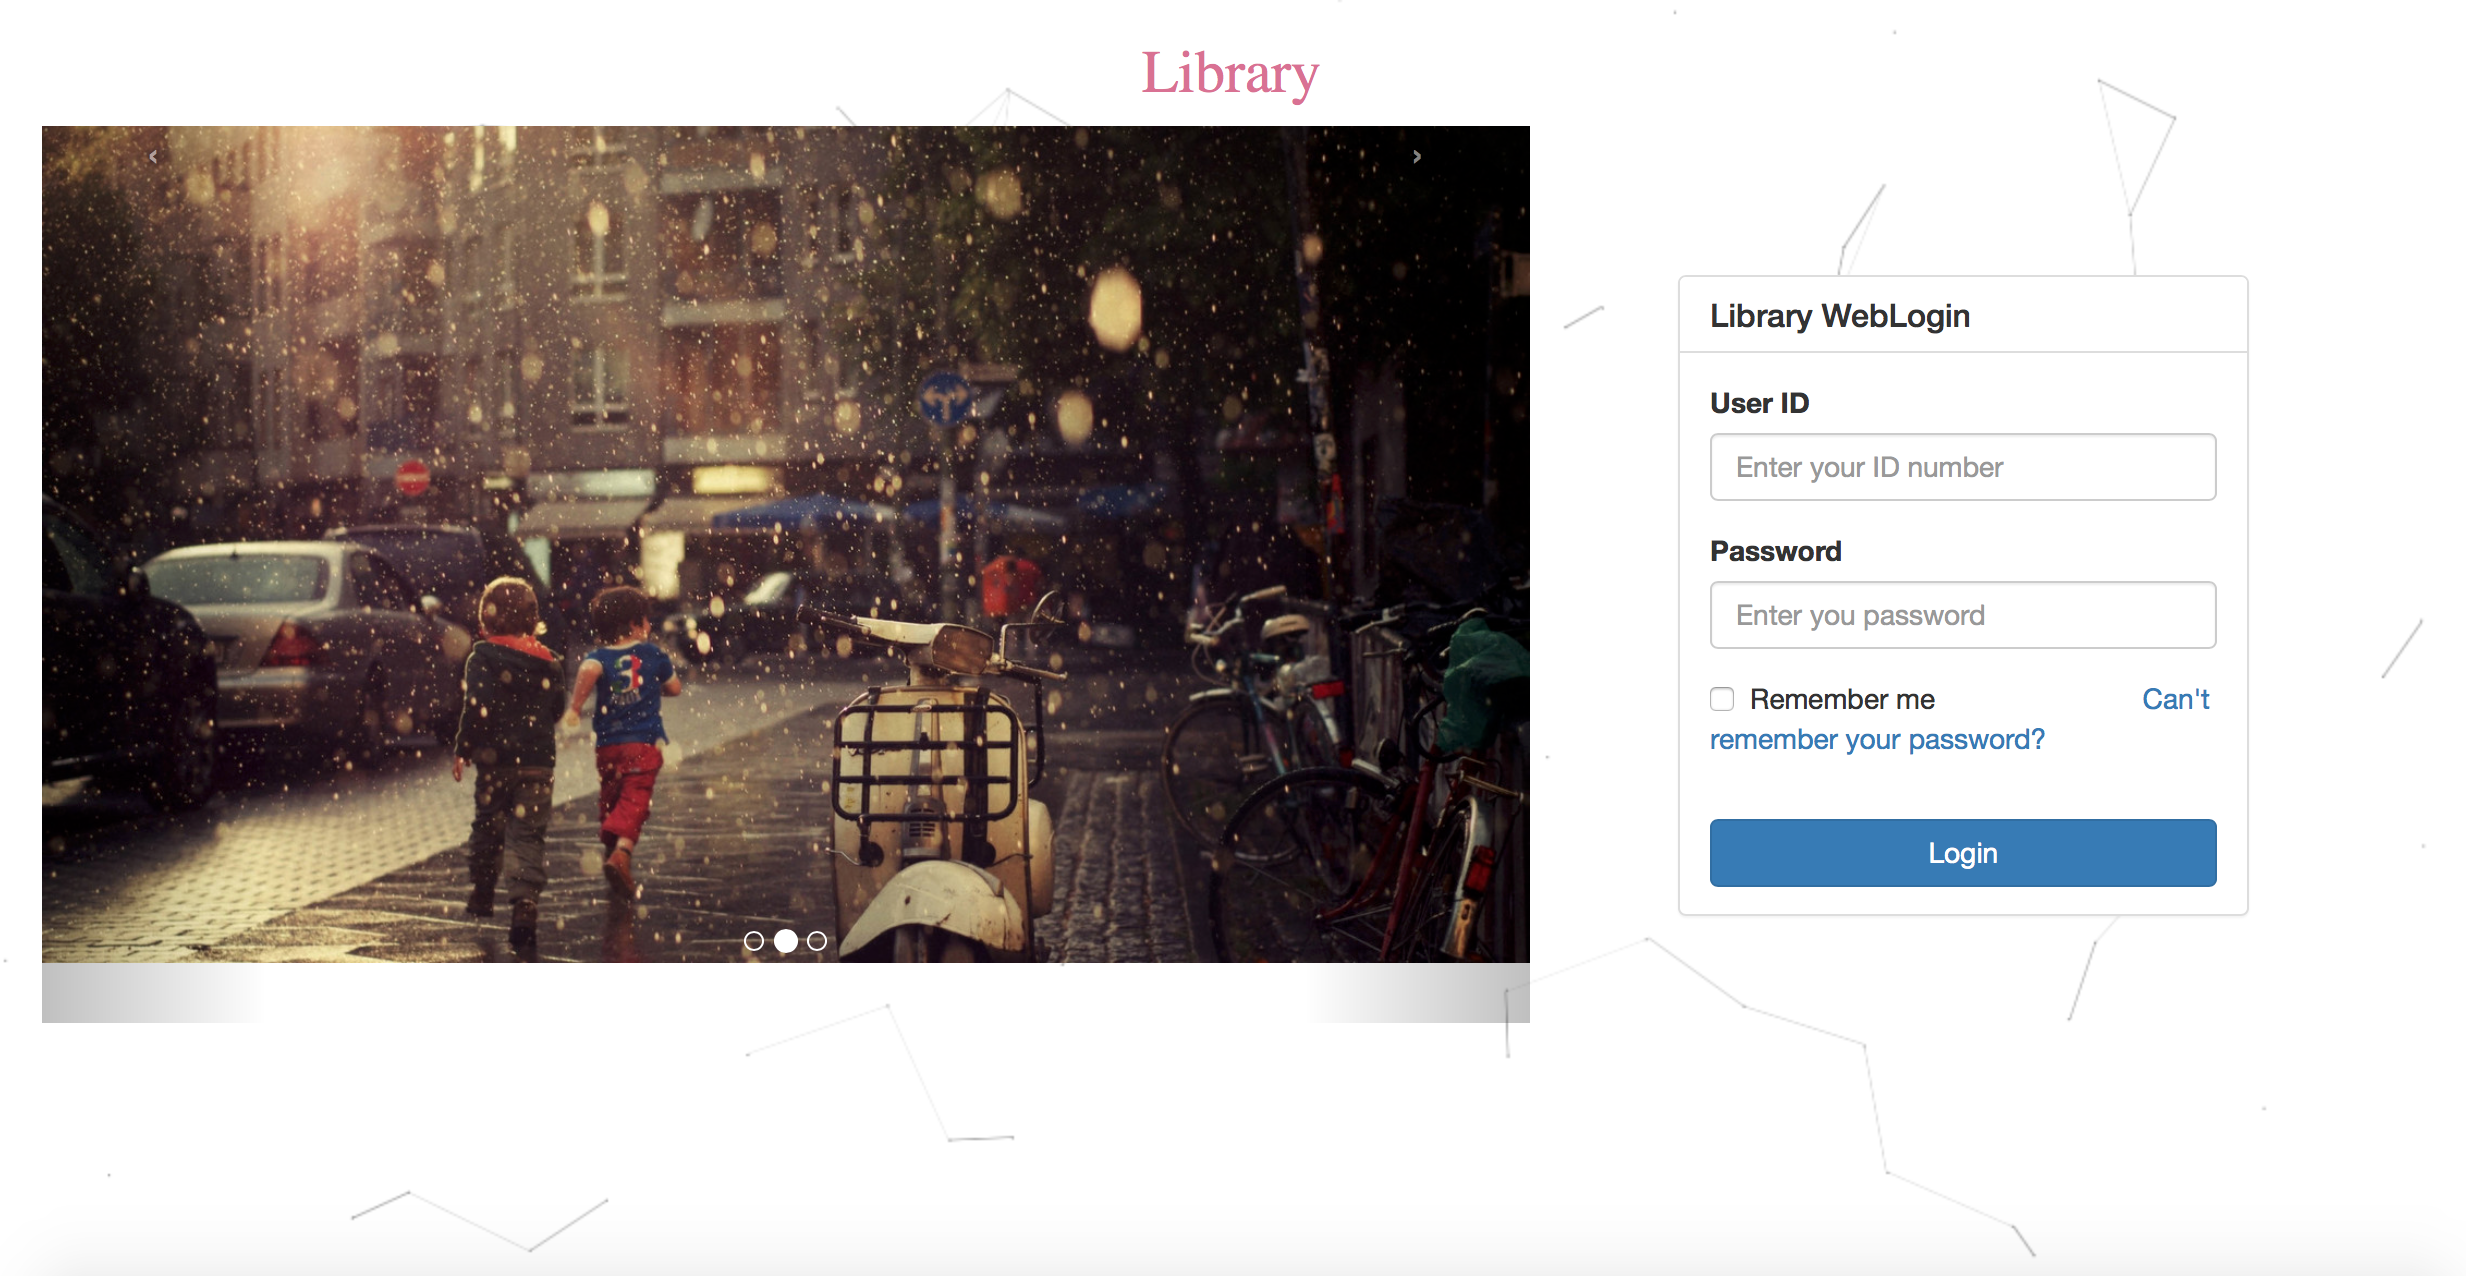 Library
Library WebLogin
User ID
Enter your ID number
Password
Enter you password
Remember me
Can't
remember your password?
Login